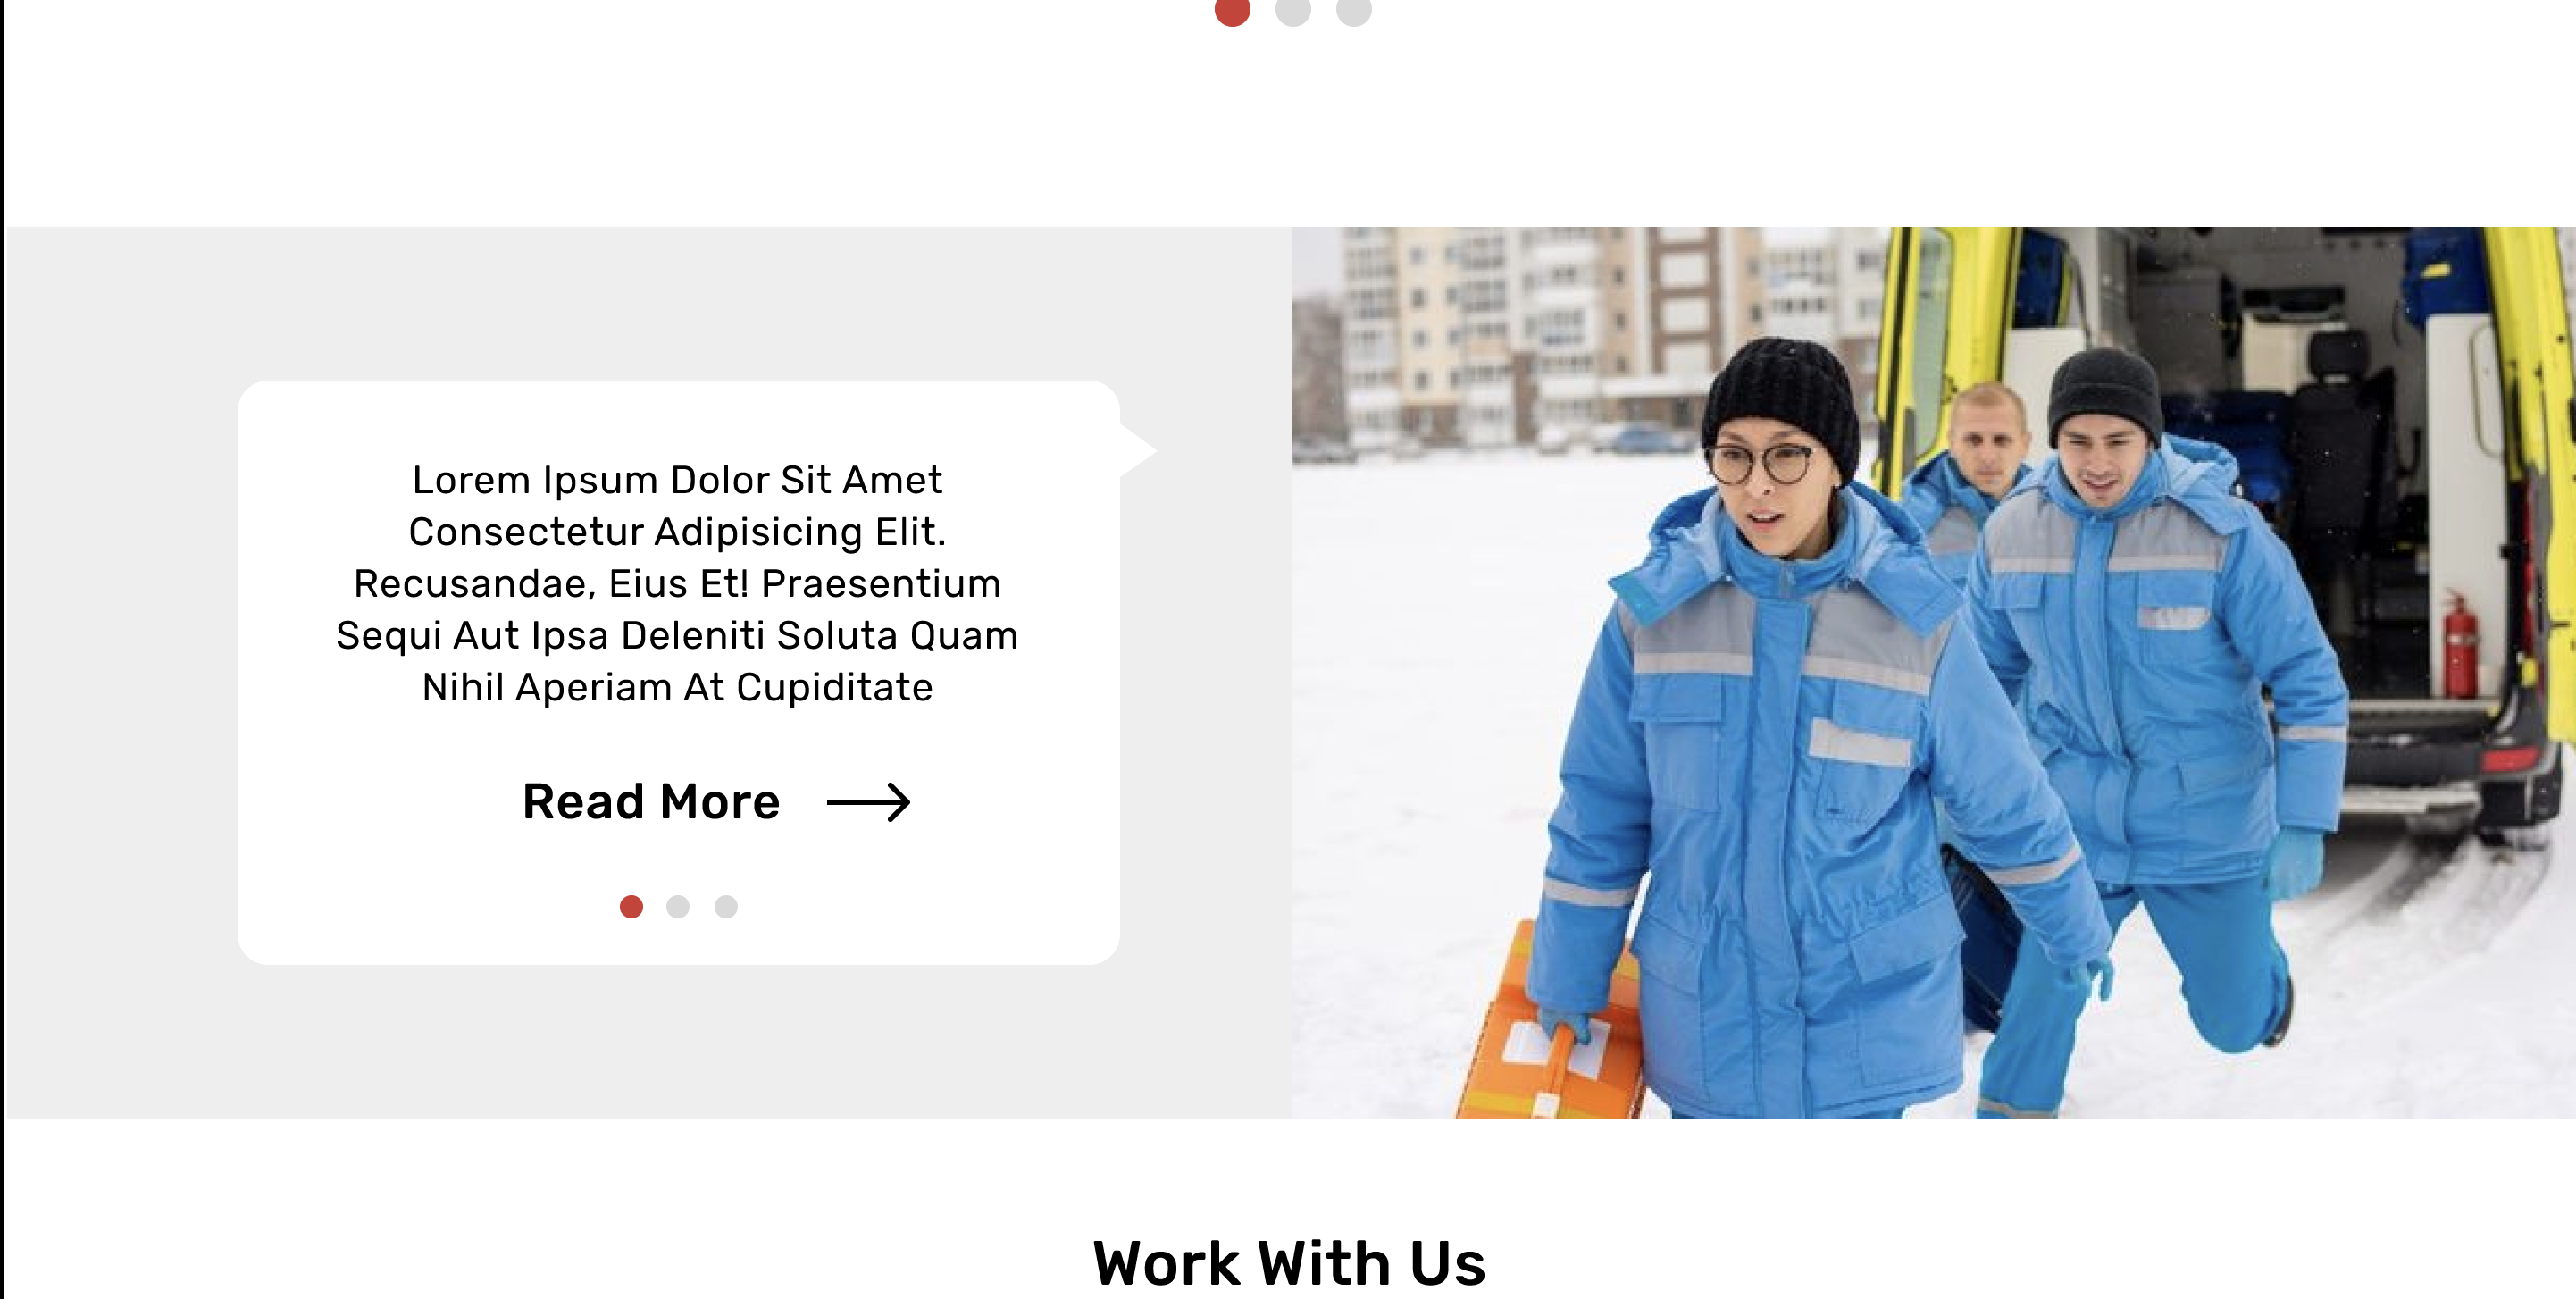 Lorem Ipsum Dolor Sit Amet
Consectetur Adipisicing Elit.
Recusandae, Eius Et! Praesentium
Sequi Aut Ipsa Deleniti Soluta Quam
Nihil Aperiam At Cupiditate
Read More
Work With Us